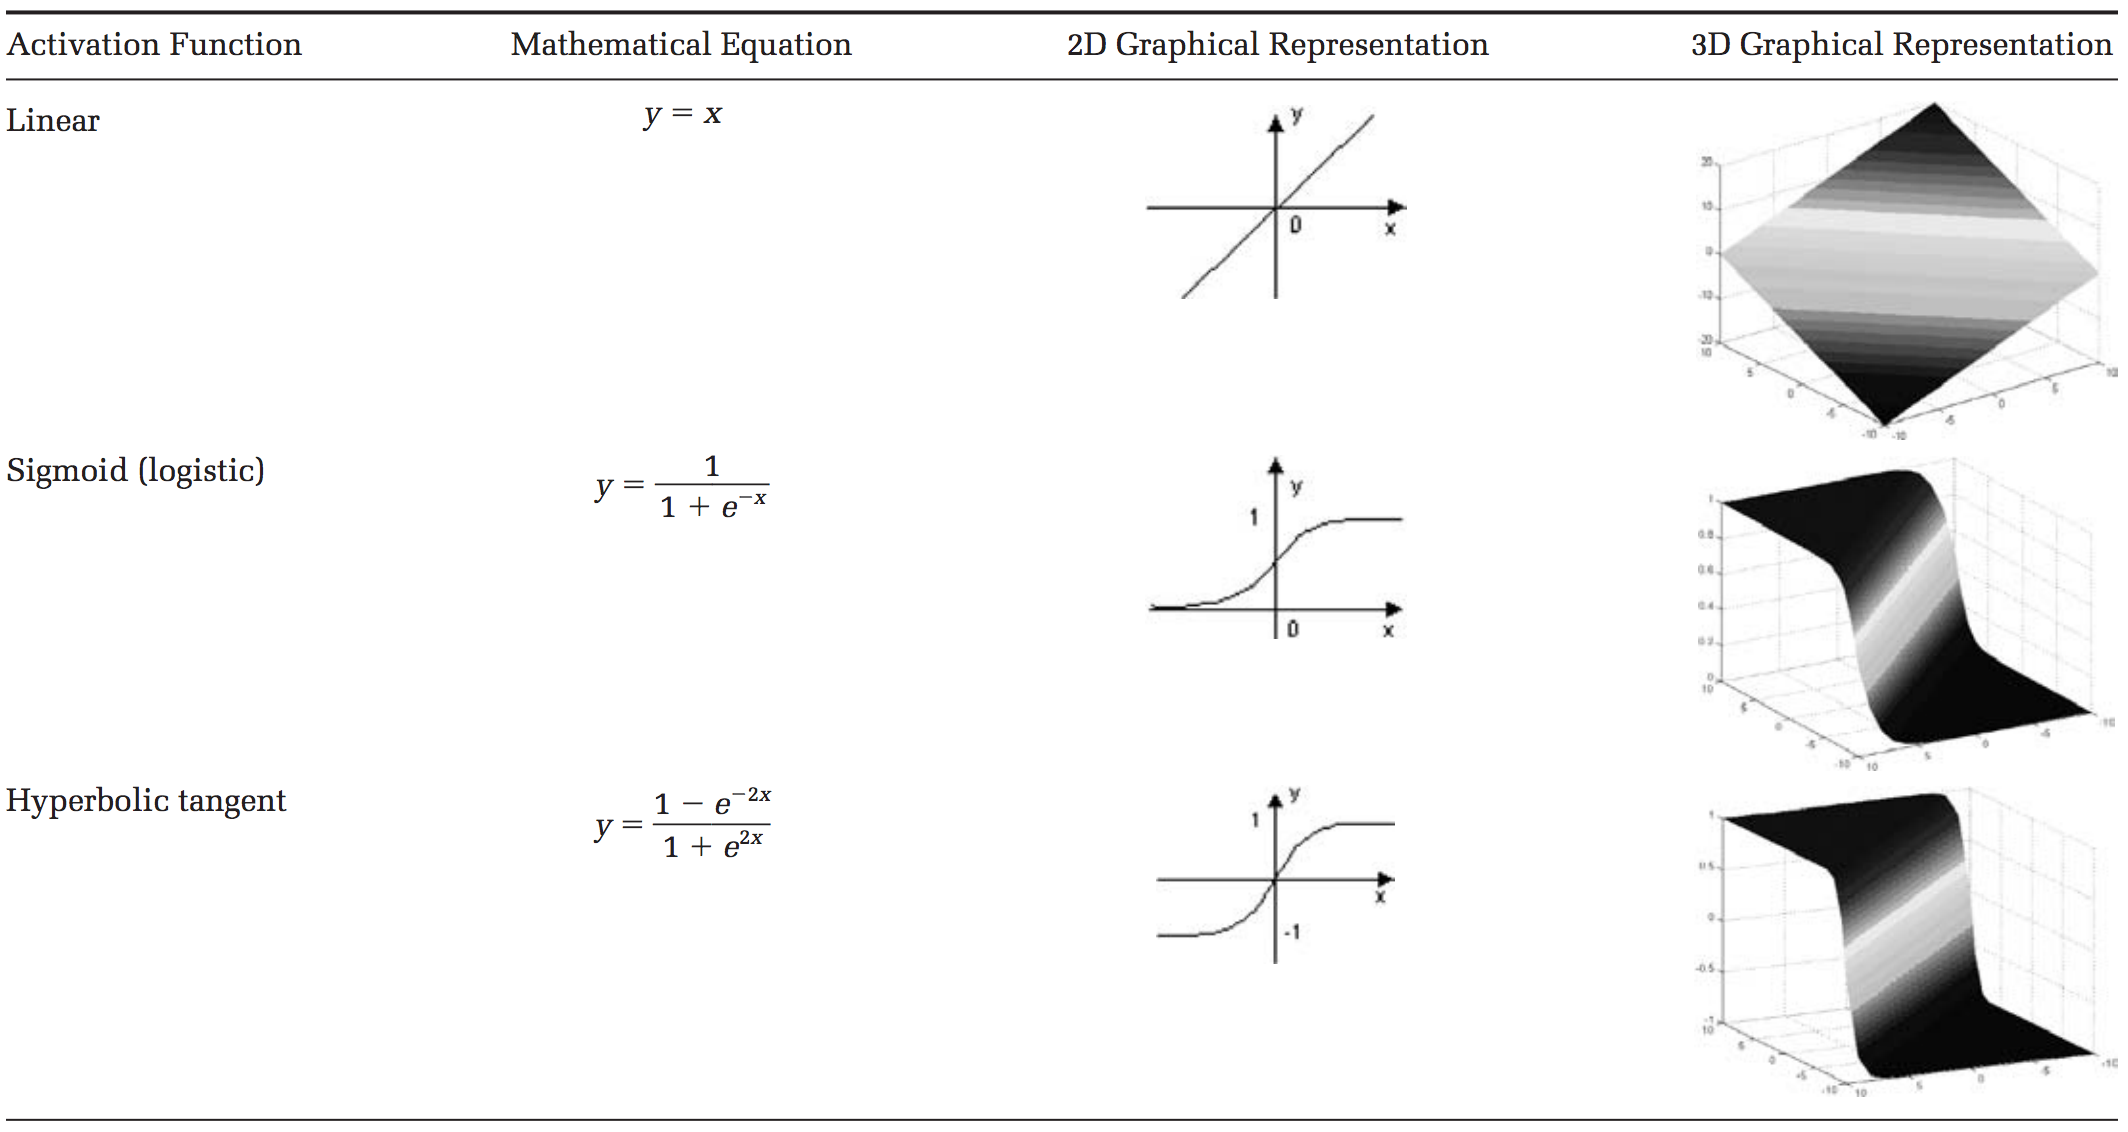 Activation Function Mathematical Equation 2D Graphical Representation 3D Graphical Representation
Linear y = x
y
0 x
20
10
0
-10
-20
10 5 0 -5 -10
-10 -5 0 5 10
Sigmoid (logistic) y = 1 / (1 + e^{-x})
y
1
0 x
1
0.8
0.6
0.4
0.2
0
10 5 0 -5 -10
10 5 0 -5 -10
Hyperbolic tangent y = (1 − e^{-2x}) / (1 + e^{2x})
y
1
x
-1
1
0.5
0
-0.5
-1
10 5 0 -5 -10
10 5 0 -5 -10